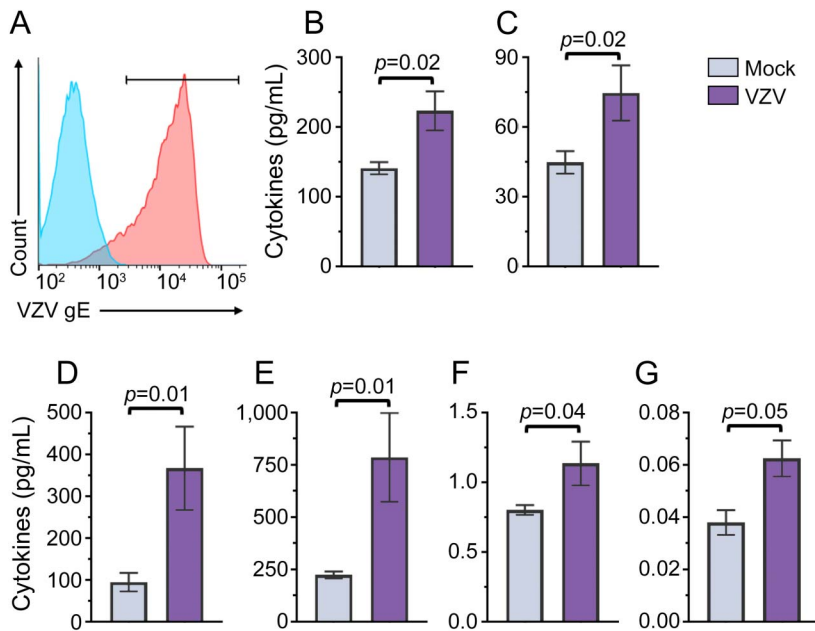 A
Count
10² 10³ 10⁴ 10⁵
VZV gE
B
Cytokines (pg/mL)
300
200
100
0
p=0.02
C
90
60
45
30
0
p=0.02
Mock
VZV
D
Cytokines (pg/mL)
500
400
300
200
100
0
p=0.01
E
1,000
750
500
250
0
p=0.01
F
1.5
1.0
0.5
0.0
p=0.04
G
0.08
0.06
0.04
0.02
0.00
p=0.05